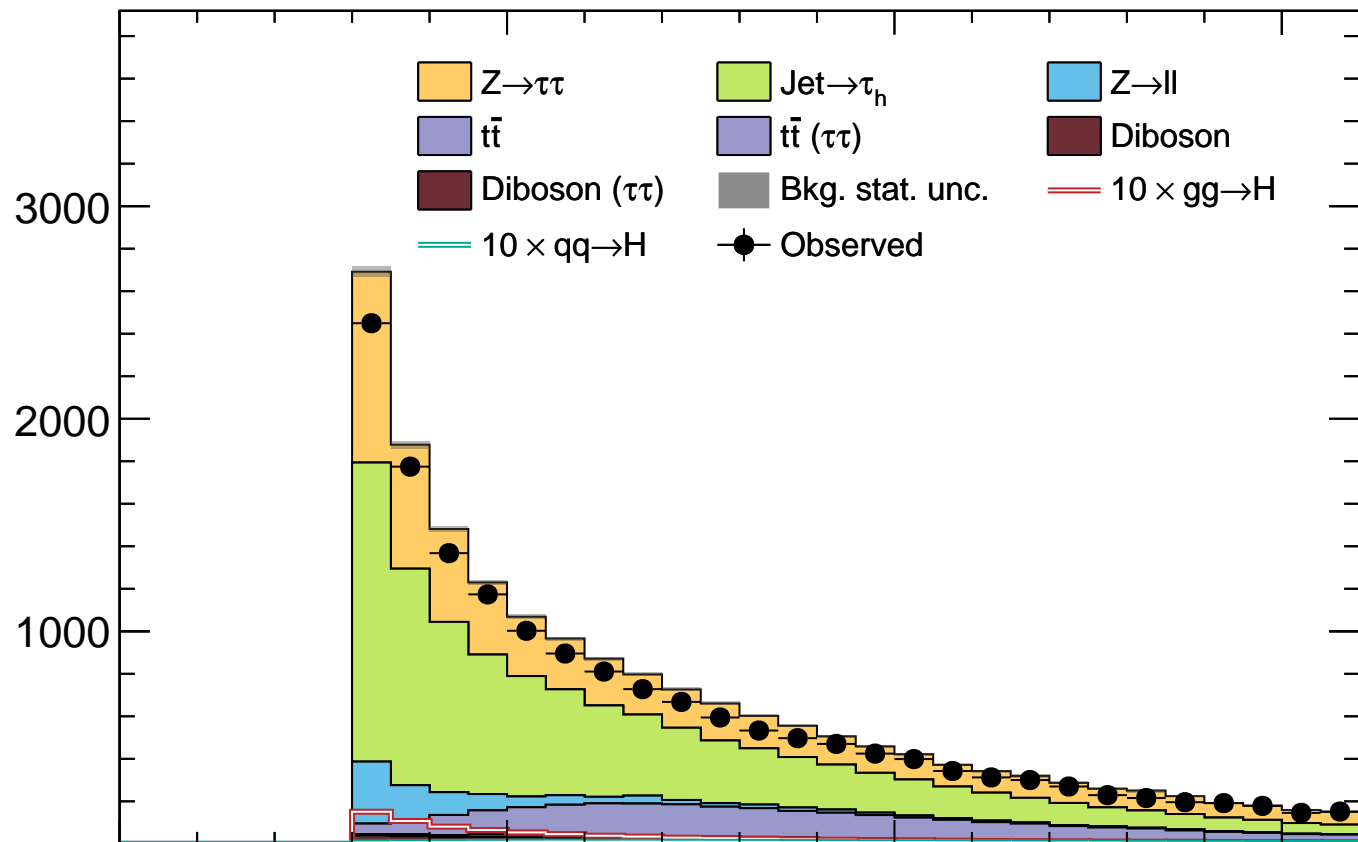 Z→ττ Jet→τₕ Z→ll
tt̄ tt̄ (ττ) Diboson
Diboson (ττ) Bkg. stat. unc. 10 × gg→H
10 × qq→H Observed
3000
2000
1000